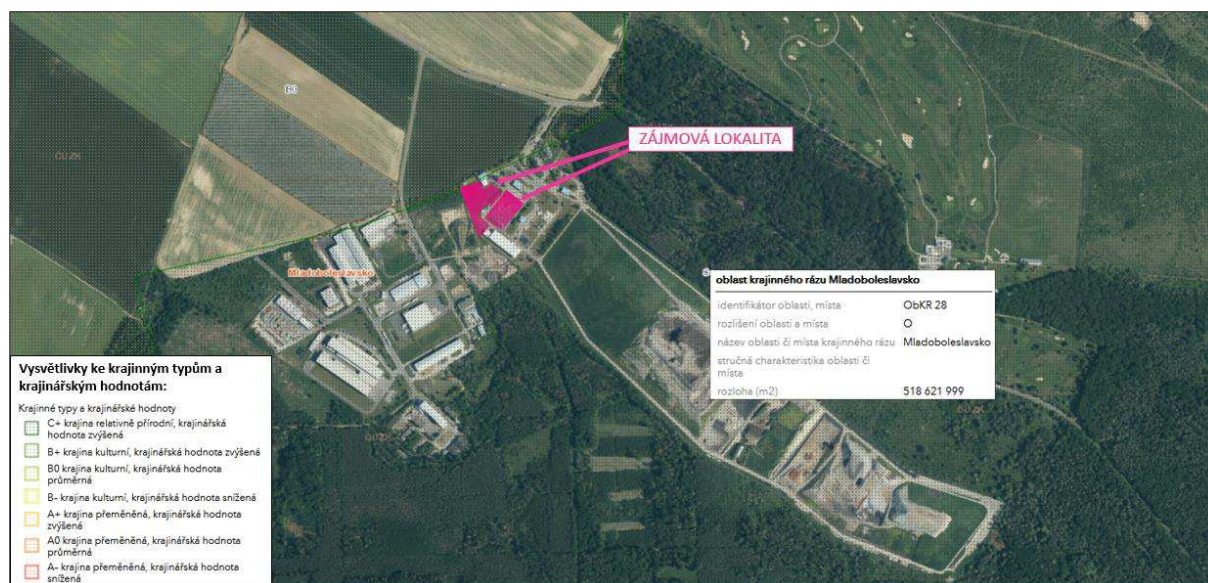 B0
ČÚZK
ZÁJMOVÁ LOKALITA
Mladoboleslavsko
oblast krajinného rázu Mladoboleslavsko
identifikátor oblasti, místa ObKR 28
rozlišení oblasti a místa O
název oblasti či místa krajinného rázu Mladoboleslavsko
stručná charakteristika oblasti či
místa
rozloha (m2) 518 621 999
ČÚZK
ČÚZK
Vysvětlivky ke krajinným typům a
krajinářským hodnotám:
Krajinné typy a krajinářské hodnoty
C+ krajina relativně přírodní, krajinářská
hodnota zvýšená
B+ krajina kulturní, krajinářská hodnota zvýšená
B0 krajina kulturní, krajinářská hodnota
průměrná
B- krajina kulturní, krajinářská hodnota snížená
A+ krajina přeměněná, krajinářská hodnota
zvýšená
A0 krajina přeměněná, krajinářská hodnota
průměrná
A- krajina přeměněná, krajinářská hodnota
snížená